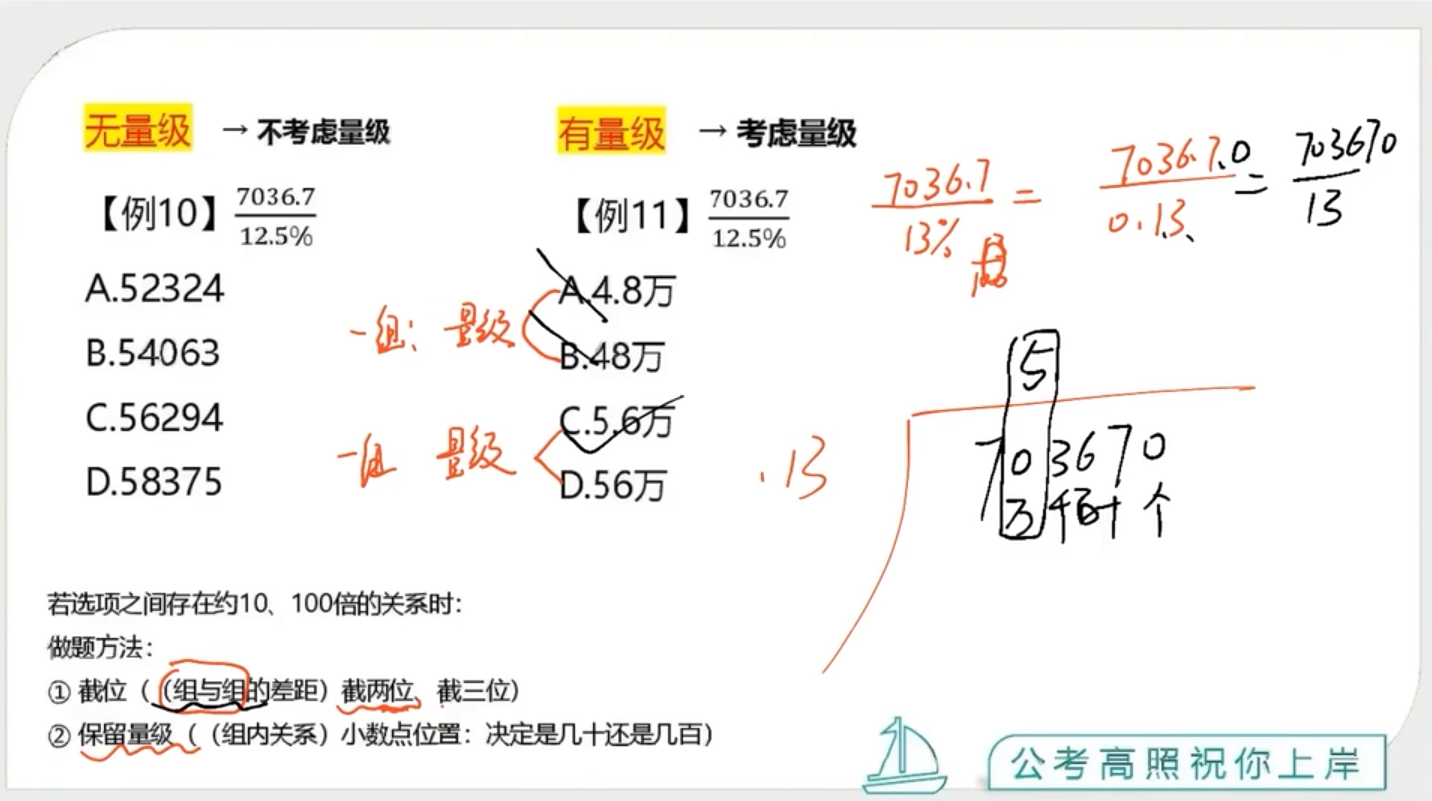 无量级 → 不考虑量级
【例10】7036.7/12.5%
A.52324
B.54063
C.56294
D.58375
有量级 → 考虑量级
【例11】7036.7/12.5%
A.4.8万
B.48万
C.5.6万
D.56万
一组: 量级
一组 量级
7036.7/13% = 7036.7.0/0.13 = 703670/13
5
.13
703670
万千百十个
若选项之间存在约10、100倍的关系时:
做题方法:
① 截位（（组与组的差距）截两位、截三位）
② 保留量级（（组内关系）小数点位置：决定是几十还是几百）
公考高照祝你上岸